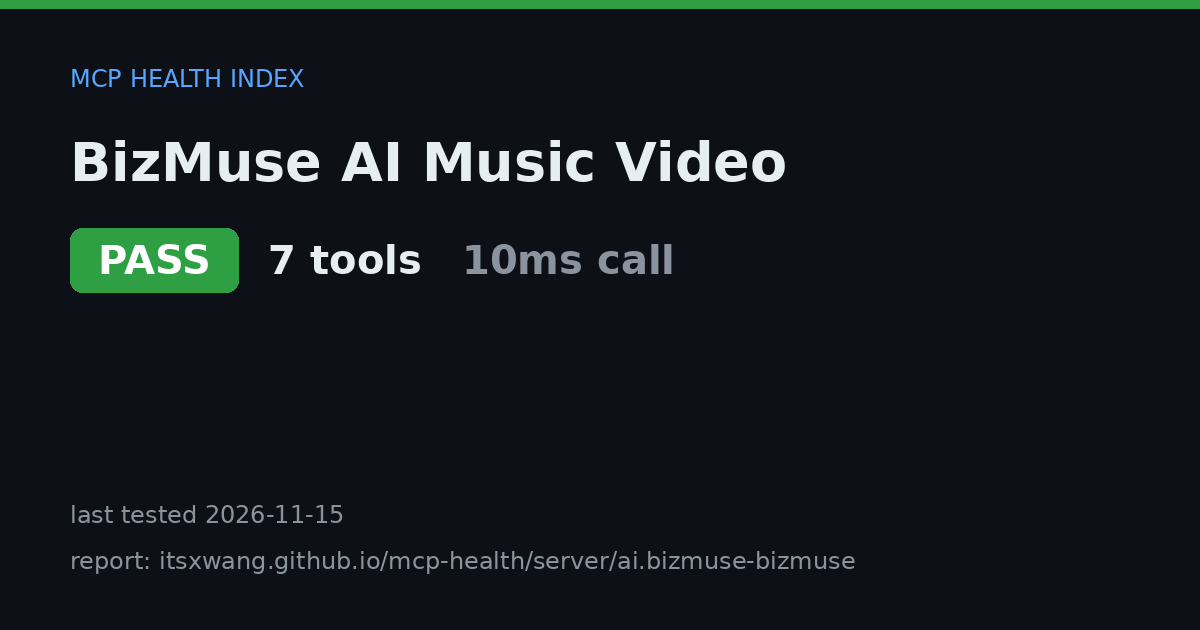 MCP HEALTH INDEX
BizMuse AI Music Video
PASS 7 tools 10ms call
last tested 2026-11-15
report: itsxwang.github.io/mcp-health/server/ai.bizmuse-bizmuse